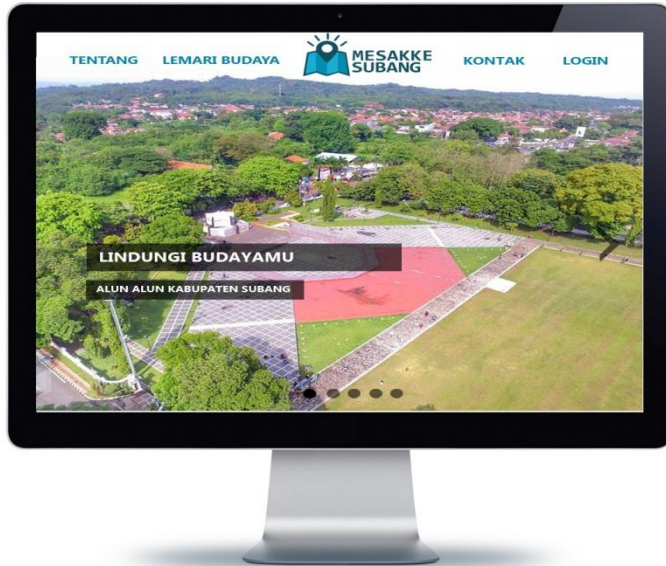 TENTANG
LEMARI BUDAYA
MESAKKE
SUBANG
KONTAK
LOGIN
LINDUNGI BUDAYAMU
ALUN ALUN KABUPATEN SUBANG